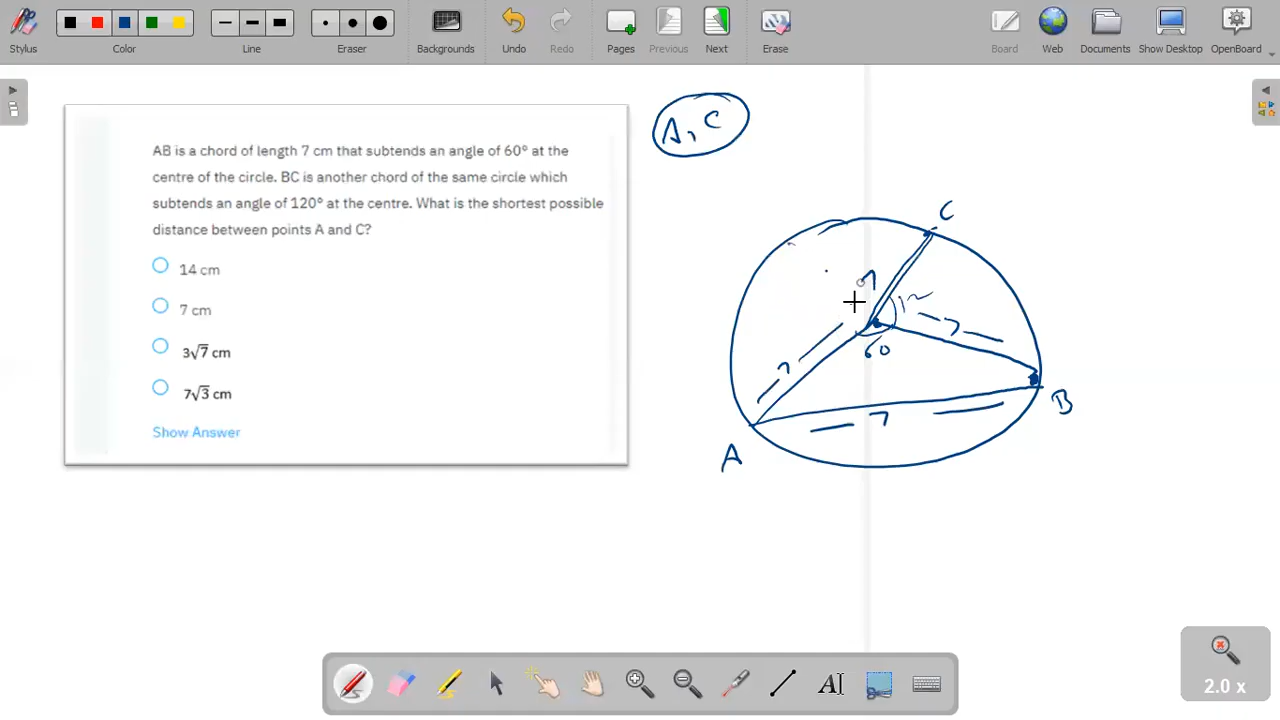 Stylus
Color
Line
Eraser
Backgrounds
Undo
Redo
Pages
Previous
Next
Erase
Board
Web
Documents
Show Desktop
OpenBoard
AB is a chord of length 7 cm that subtends an angle of 60° at the
centre of the circle. BC is another chord of the same circle which
subtends an angle of 120° at the centre. What is the shortest possible
distance between points A and C?
14 cm
7 cm
3√7 cm
7√3 cm
Show Answer
A, C
C
7
7
7
60
B
7
A
2.0 x